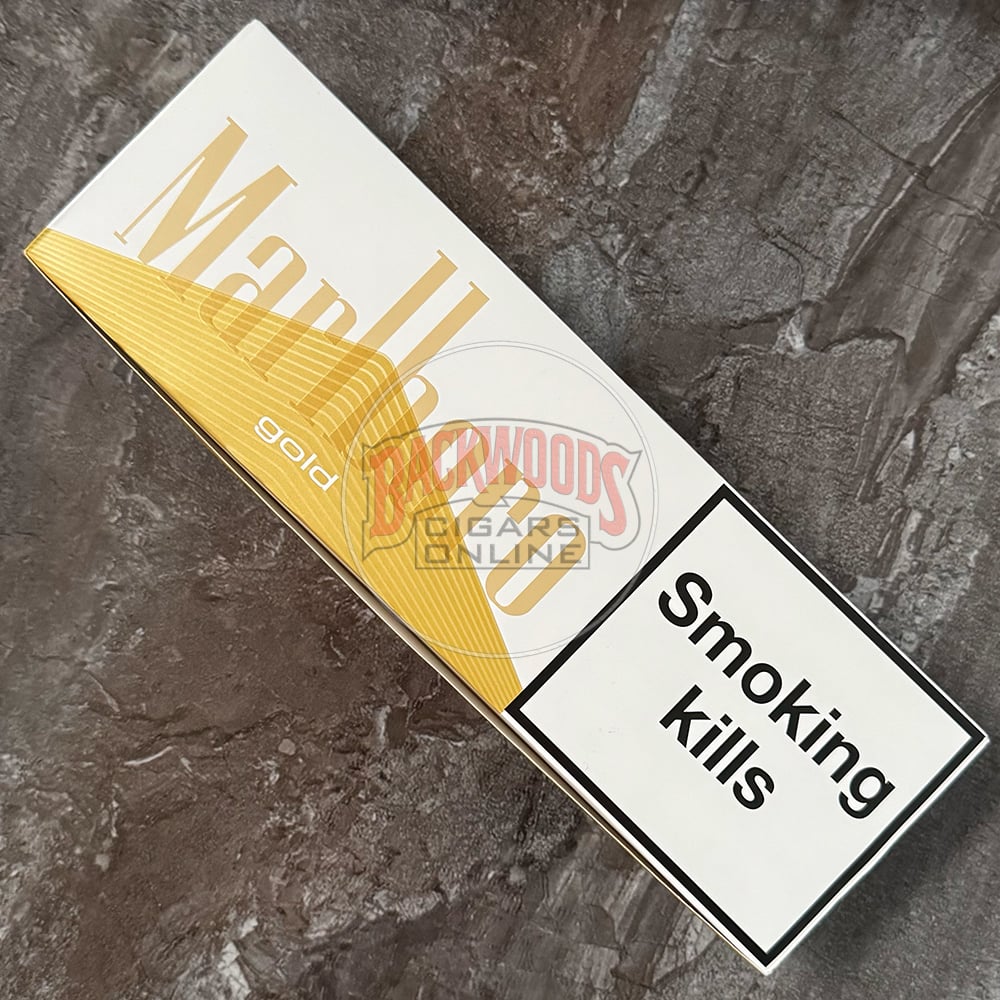 Marlboro
gold
BACKWOODS
CIGARS
ONLINE
Smoking
kills